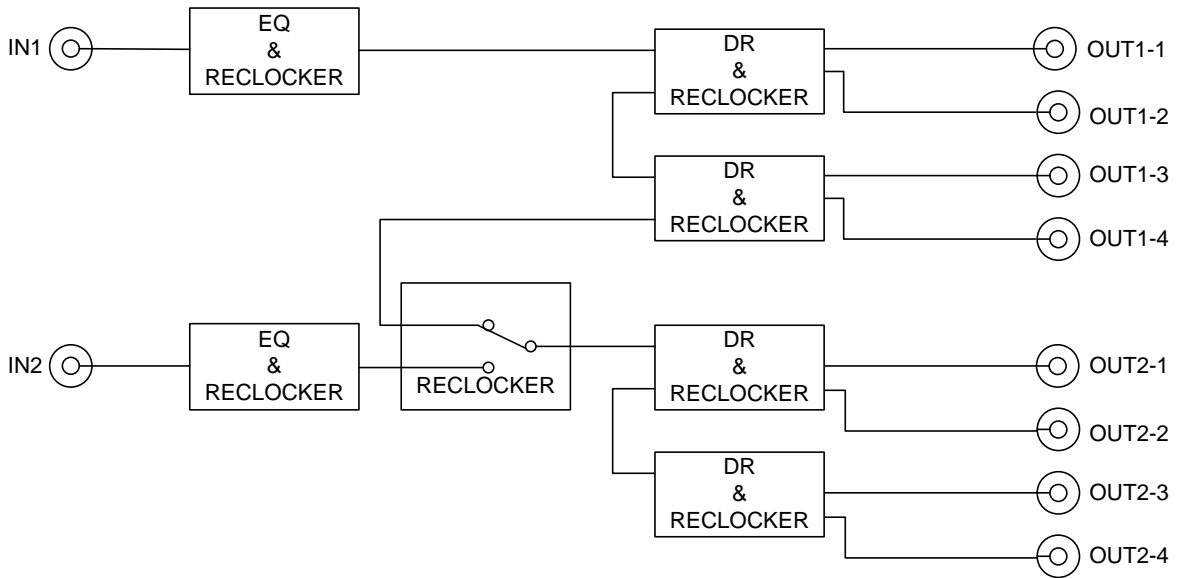 IN1
EQ
&
RECLOCKER
DR
&
RECLOCKER
OUT1-1
OUT1-2
DR
&
RECLOCKER
OUT1-3
OUT1-4
IN2
EQ
&
RECLOCKER
RECLOCKER
DR
&
RECLOCKER
OUT2-1
OUT2-2
DR
&
RECLOCKER
OUT2-3
OUT2-4